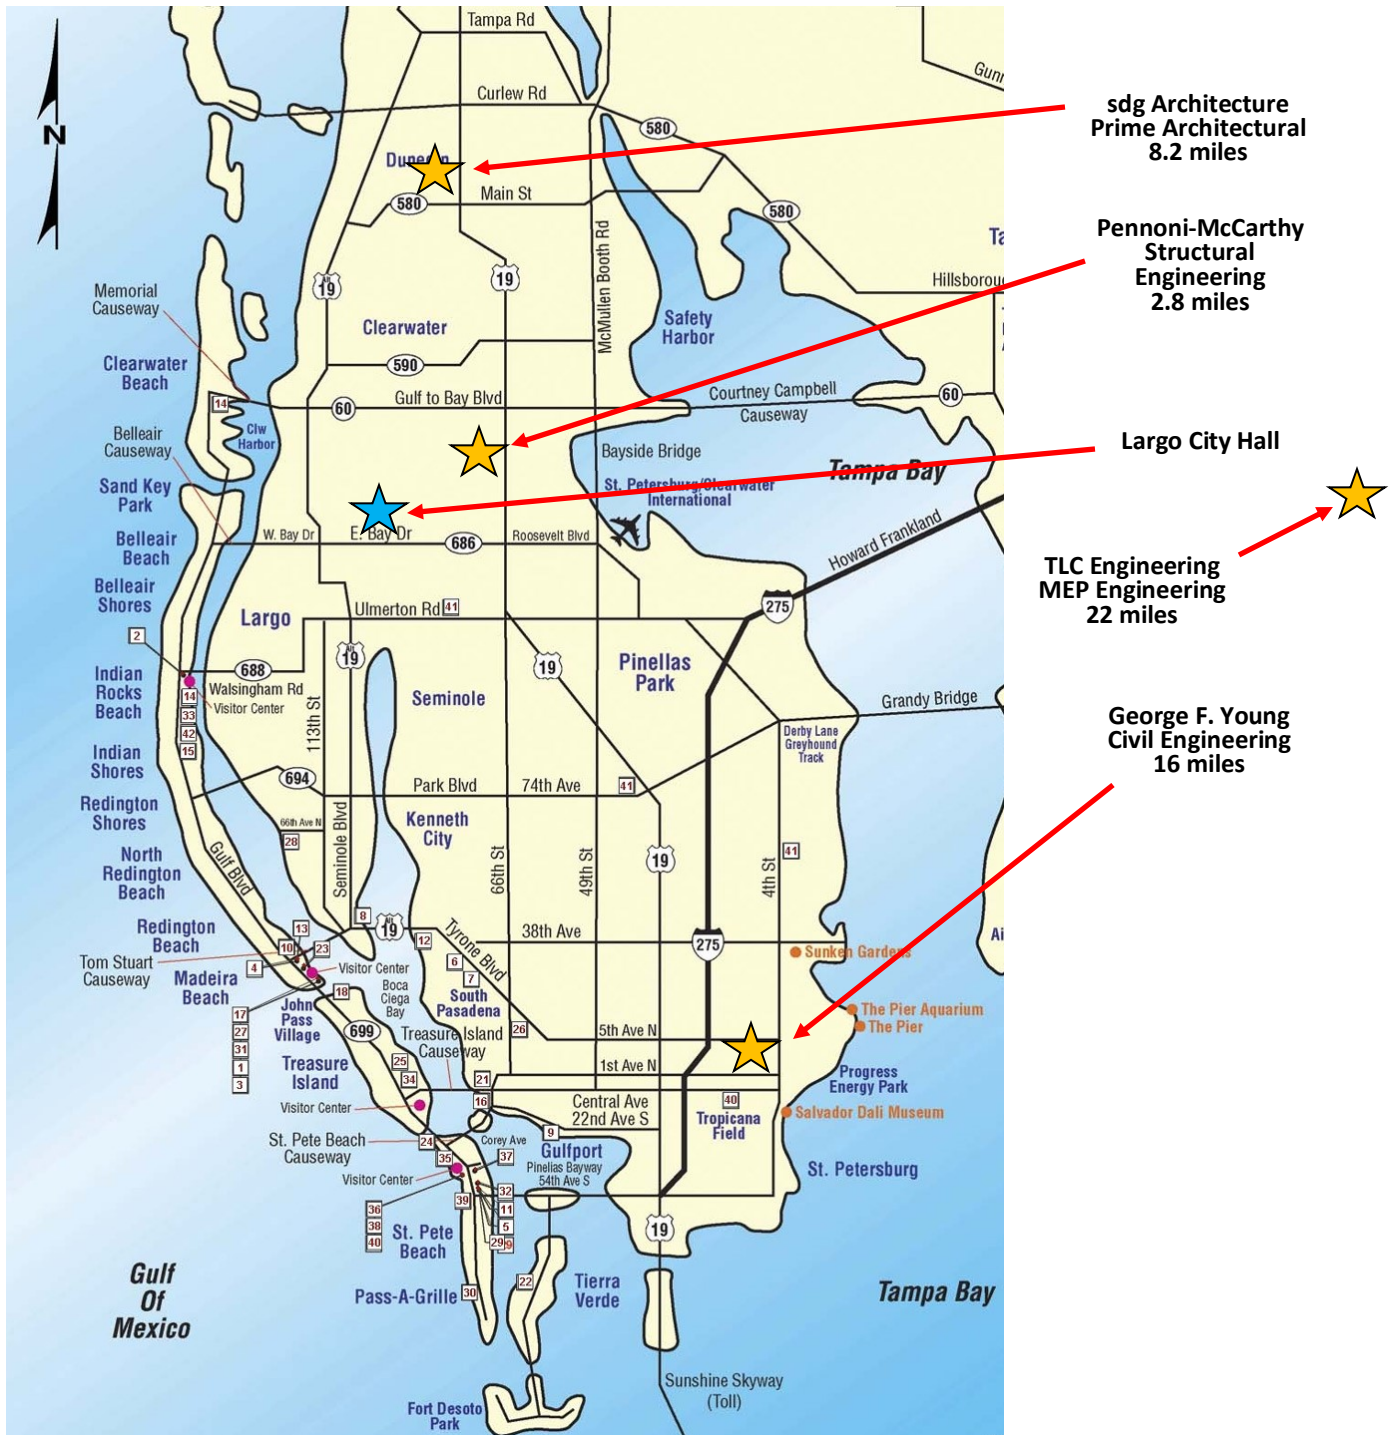 Tampa Rd
Gunn
Curlew Rd
N
580
Dunedin
Main St
580
580
Ta
McMullen Booth Rd
Alt
19
19
Hillsborou
Memorial
Causeway
Clearwater
Safety
Harbor
590
Clearwater
Beach
Gulf to Bay Blvd
Courtney Campbell
Causeway
60
60
14
Clw
Harbor
Belleair
Causeway
Bayside Bridge
Tampa Bay
Sand Key
Park
St. Petersburg/Clearwater
International
Belleair
Beach
W. Bay Dr
E. Bay Dr
686
Roosevelt Blvd
Howard Frankland
Belleair
Shores
Largo
Ulmerton Rd
41
275
2
Alt
19
688
19
Pinellas
Park
Indian
Rocks
Beach
Walsingham Rd
Visitor Center
14
33
42
15
113th St
Seminole
Grandy Bridge
Derby Lane
Greyhound
Track
Indian
Shores
694
Park Blvd
74th Ave
41
Redington
Shores
66th Ave N
28
Kenneth
City
Seminole Blvd
66th St
49th St
19
4th St
41
North
Redington
Beach
Gulf Blvd
Redington
Beach
13
10
23
8
Alt
19
12
Tyrone Blvd
38th Ave
275
Sunken Gardens
Ai
Tom Stuart
Causeway
4
Visitor Center
6
7
Madeira
Beach
18
Boca
Ciega
Bay
South
Pasadena
The Pier Aquarium
The Pier
John
Pass
Village
17
27
31
1
3
699
Treasure Island
Causeway
26
5th Ave N
1st Ave N
Treasure
Island
25
34
21
16
Progress
Energy Park
Visitor Center
Central Ave
22nd Ave S
40
Tropicana
Field
Salvador Dali Museum
St. Pete Beach
Causeway
24
Corey Ave
9
Gulfport
35
37
Pinellas Bayway
54th Ave S
St. Petersburg
Visitor Center
36
38
40
39
32
11
5
29
St. Pete
Beach
19
Gulf
Of
Mexico
Pass-A-Grille
30
22
Tierra
Verde
Tampa Bay
Sunshine Skyway
(Toll)
Fort Desoto
Park
sdg Architecture
Prime Architectural
8.2 miles
Pennoni-McCarthy
Structural
Engineering
2.8 miles
Largo City Hall
TLC Engineering
MEP Engineering
22 miles
George F. Young
Civil Engineering
16 miles